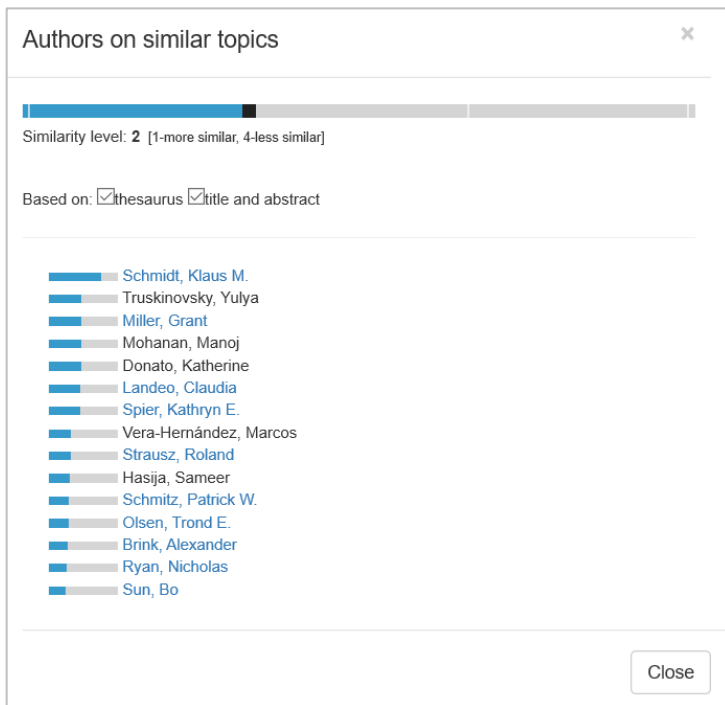 Authors on similar topics
×
Similarity level: 2 [1-more similar, 4-less similar]
Based on: thesaurus title and abstract
Schmidt, Klaus M.
Truskinovsky, Yulya
Miller, Grant
Mohanan, Manoj
Donato, Katherine
Landeo, Claudia
Spier, Kathryn E.
Vera-Hernández, Marcos
Strausz, Roland
Hasija, Sameer
Schmitz, Patrick W.
Olsen, Trond E.
Brink, Alexander
Ryan, Nicholas
Sun, Bo
Close